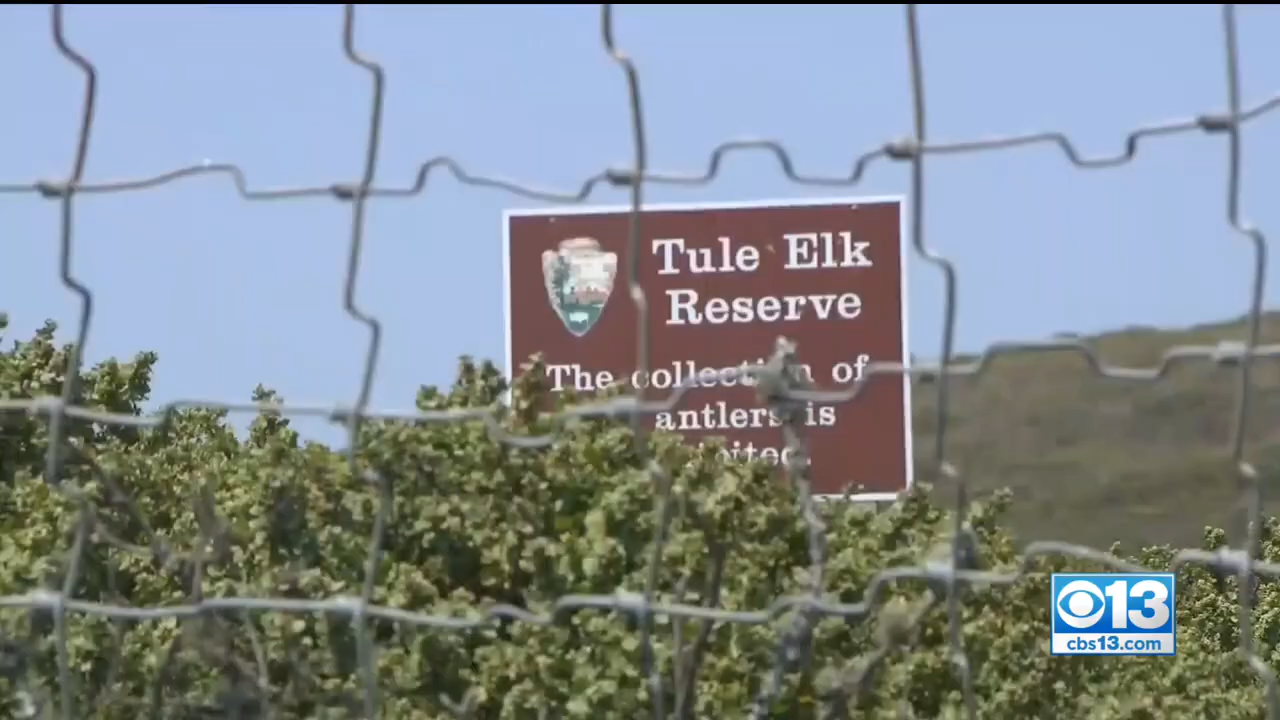 Tule Elk
Reserve
The collection of
antlers is
13
cbs13.com